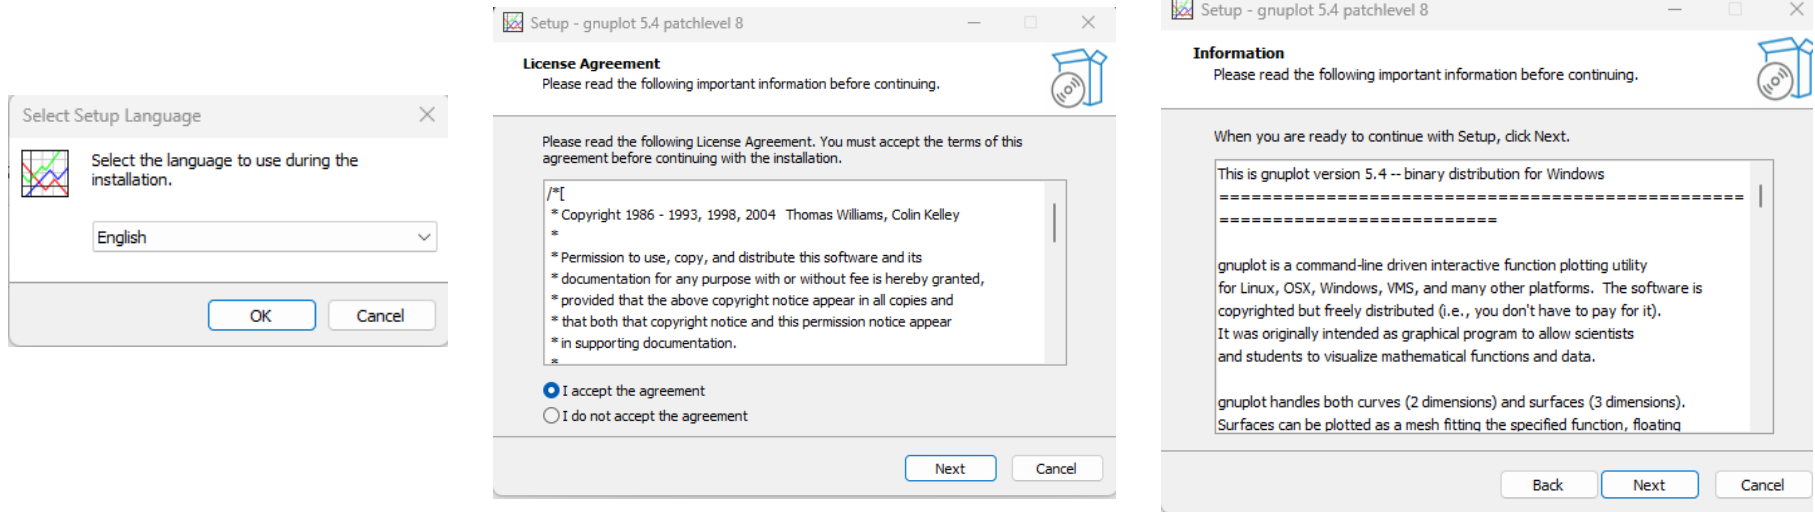 Select Setup Language
Select the language to use during the
installation.
English
OK
Cancel
Setup - gnuplot 5.4 patchlevel 8
License Agreement
Please read the following important information before continuing.
Please read the following License Agreement. You must accept the terms of this
agreement before continuing with the installation.
/*[
* Copyright 1986 - 1993, 1998, 2004   Thomas Williams, Colin Kelley
*
* Permission to use, copy, and distribute this software and its
* documentation for any purpose with or without fee is hereby granted,
* provided that the above copyright notice appear in all copies and
* that both that copyright notice and this permission notice appear
* in supporting documentation.
*
I accept the agreement
I do not accept the agreement
Next
Cancel
Setup - gnuplot 5.4 patchlevel 8
Information
Please read the following important information before continuing.
When you are ready to continue with Setup, click Next.
This is gnuplot version 5.4 -- binary distribution for Windows
=================================================
==========================
gnuplot is a command-line driven interactive function plotting utility
for Linux, OSX, Windows, VMS, and many other platforms.  The software is
copyrighted but freely distributed (i.e., you don't have to pay for it).
It was originally intended as graphical program to allow scientists
and students to visualize mathematical functions and data.
gnuplot handles both curves (2 dimensions) and surfaces (3 dimensions).
Surfaces can be plotted as a mesh fitting the specified function, floating
Back
Next
Cancel